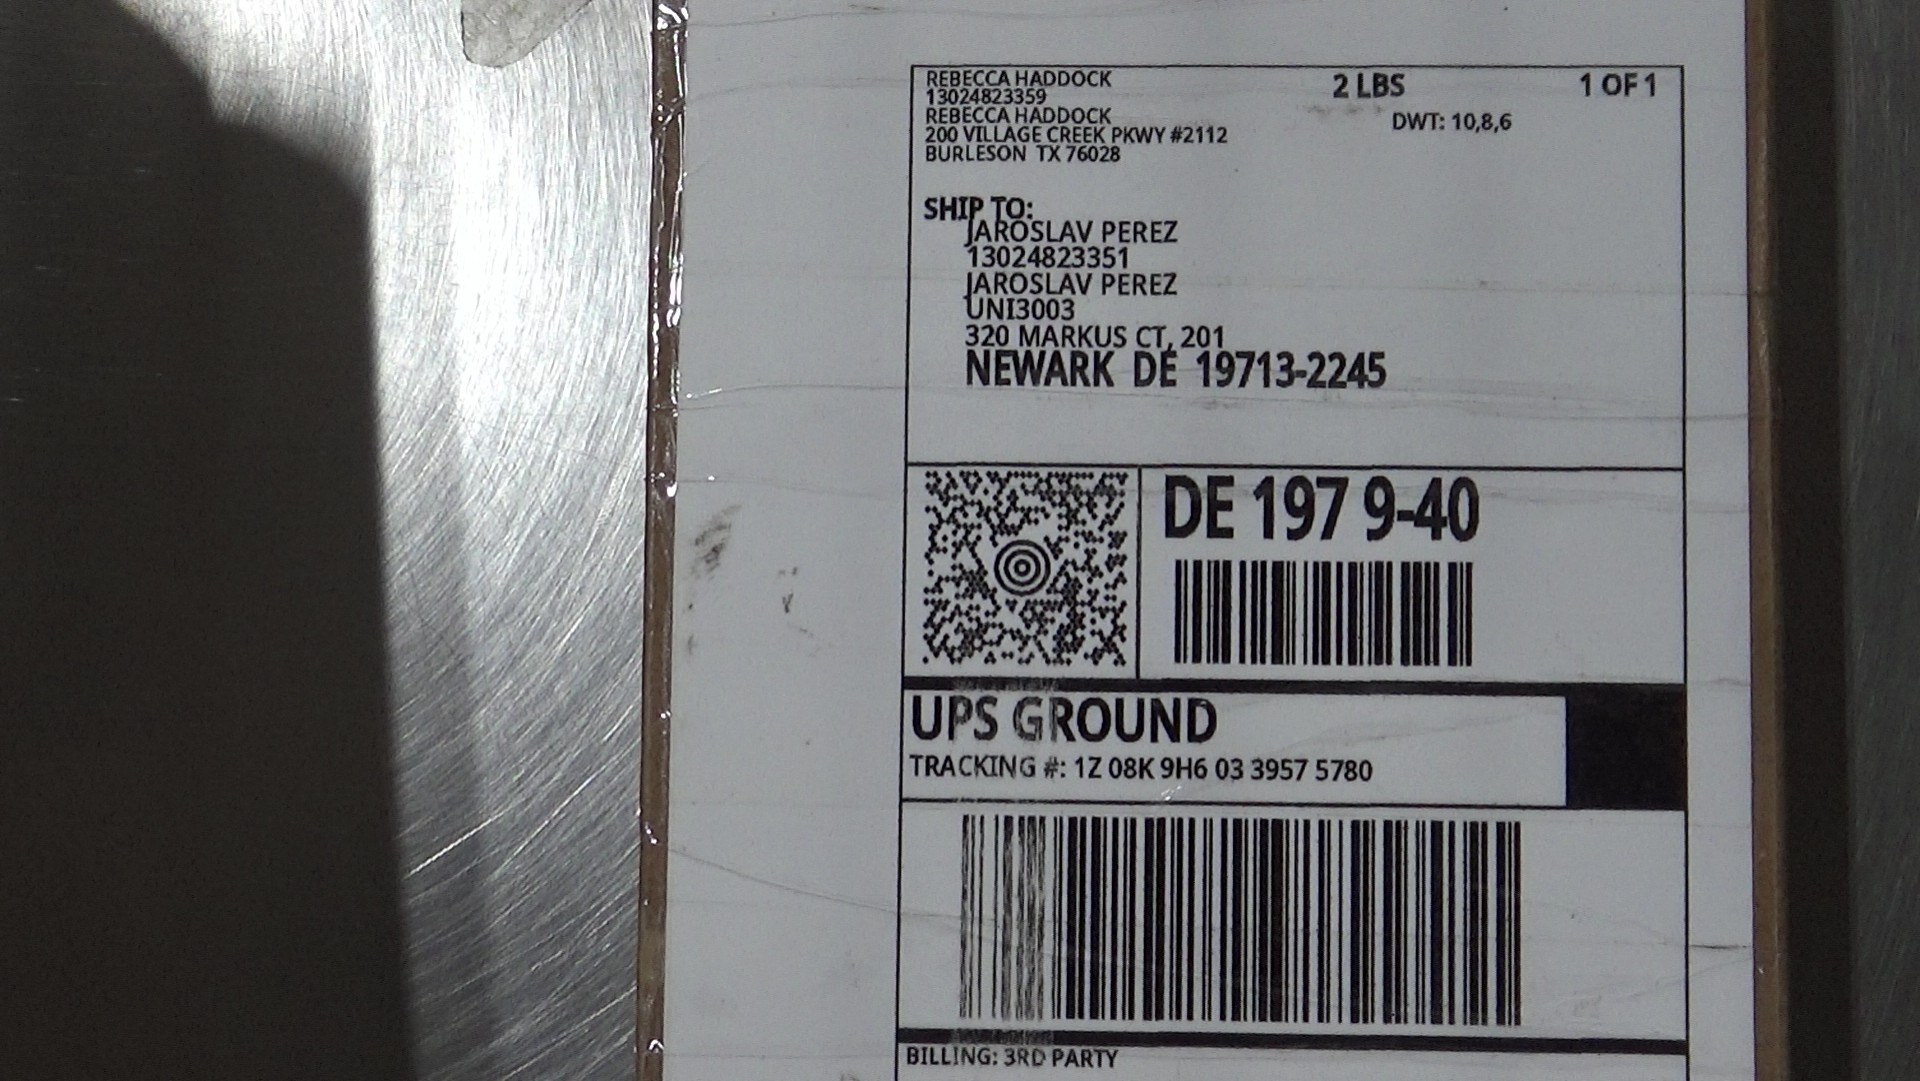 REBECCA HADDOCK
13024823359
REBECCA HADDOCK
200 VILLAGE CREEK PKWY #2112
BURLESON TX 76028
2 LBS
1 OF 1
DWT: 10,8,6
SHIP TO:
JAROSLAV PEREZ
13024823351
JAROSLAV PEREZ
UNI3003
320 MARKUS CT, 201
NEWARK DE 19713-2245
DE 197 9-40
UPS GROUND
TRACKING #: 1Z 08K 9H6 03 3957 5780
BILLING: 3RD PARTY